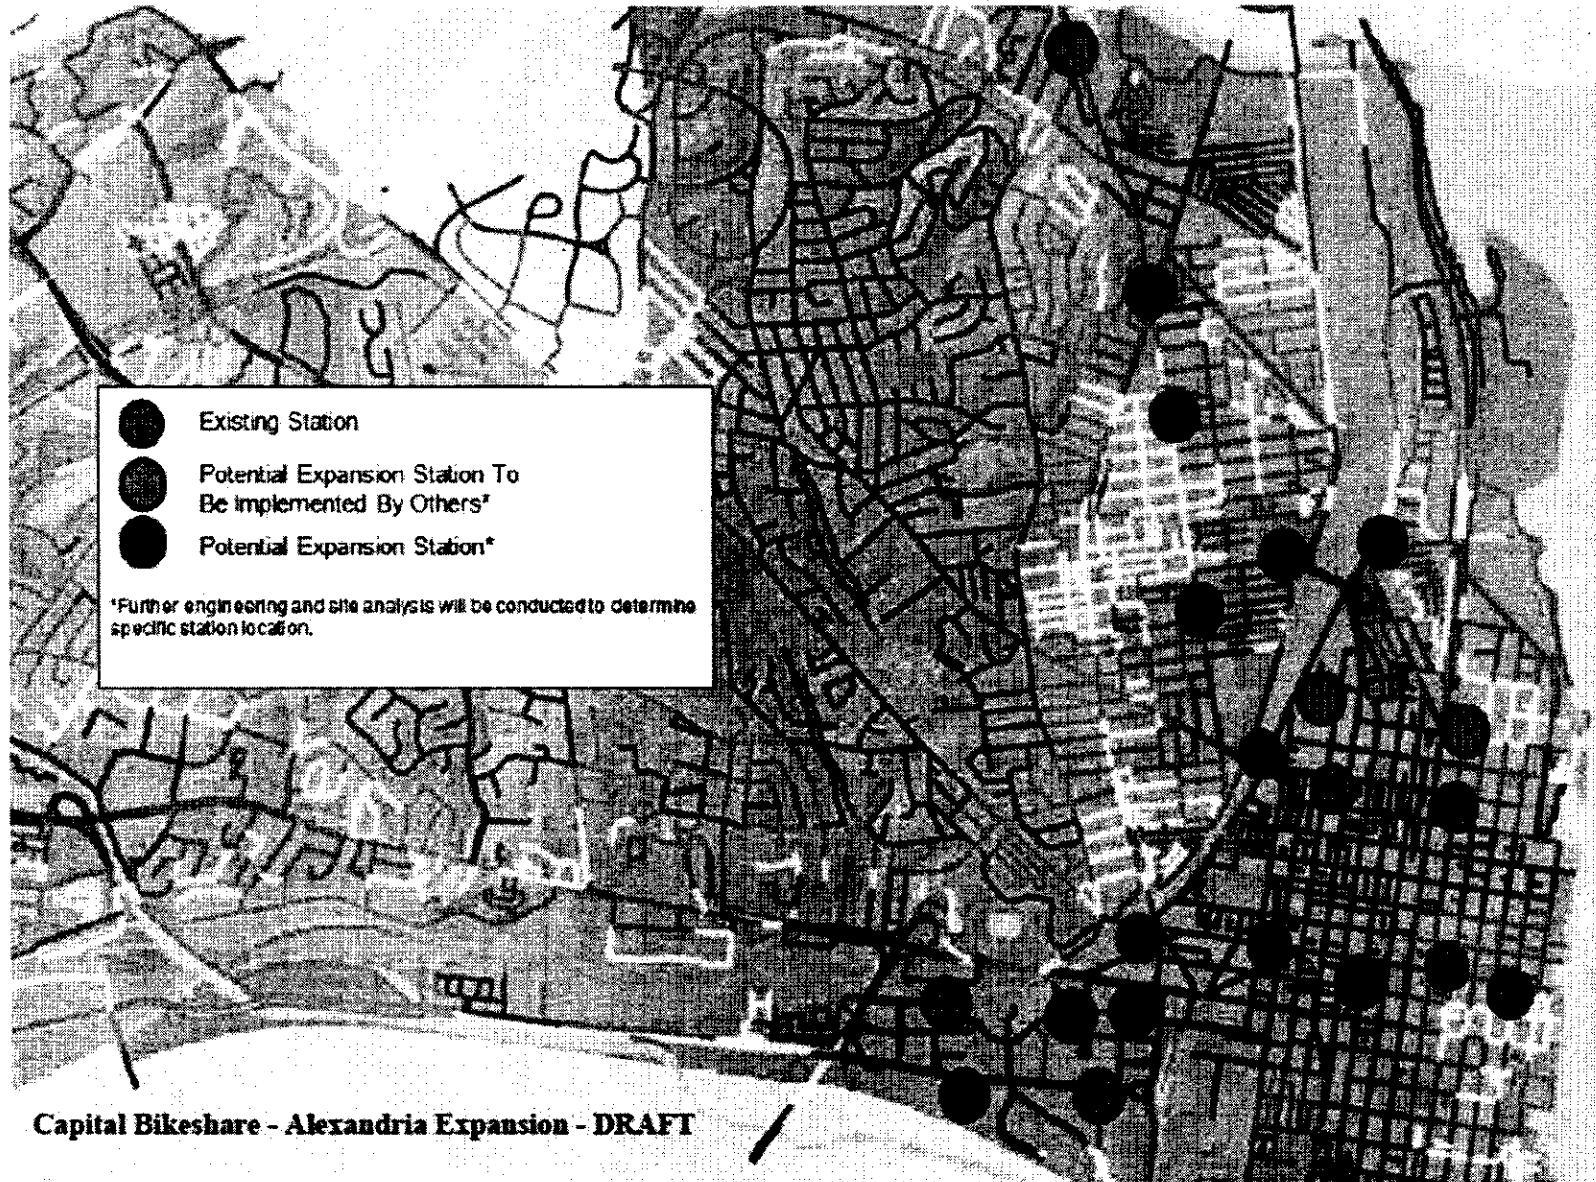 Existing Station
Potential Expansion Station To
Be Implemented By Others*
Potential Expansion Station*
*Further engineering and site analysis will be conducted to determine
specific station location.
Capital Bikeshare - Alexandria Expansion - DRAFT